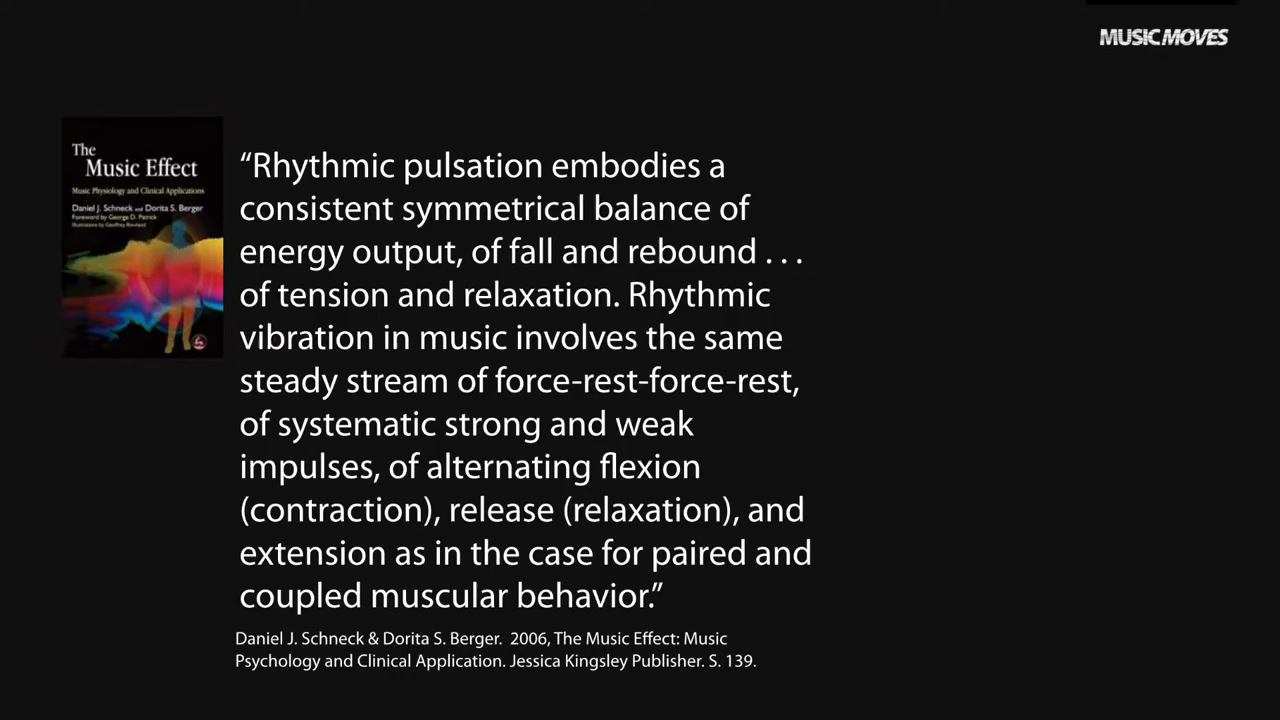 MUSIC MOVES
The
Music Effect
Music Physiology and Clinical Applications
Daniel J. Schneck and Dorita S. Berger
Foreword by George D. Patrick
Illustrations by Geoffrey Rowland
“Rhythmic pulsation embodies a
consistent symmetrical balance of
energy output, of fall and rebound . . .
of tension and relaxation. Rhythmic
vibration in music involves the same
steady stream of force-rest-force-rest,
of systematic strong and weak
impulses, of alternating flexion
(contraction), release (relaxation), and
extension as in the case for paired and
coupled muscular behavior.”
Daniel J. Schneck & Dorita S. Berger.  2006, The Music Effect: Music
Psychology and Clinical Application. Jessica Kingsley Publisher. S. 139.